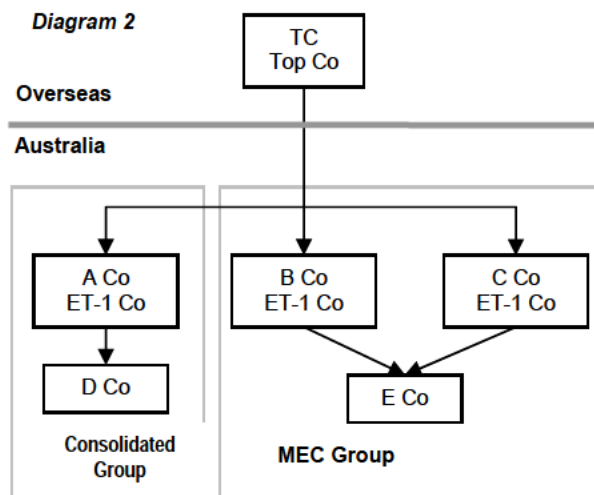 Diagram 2
TC
Top Co
Overseas
Australia
A Co
ET-1 Co
B Co
ET-1 Co
C Co
ET-1 Co
D Co
E Co
Consolidated
Group
MEC Group